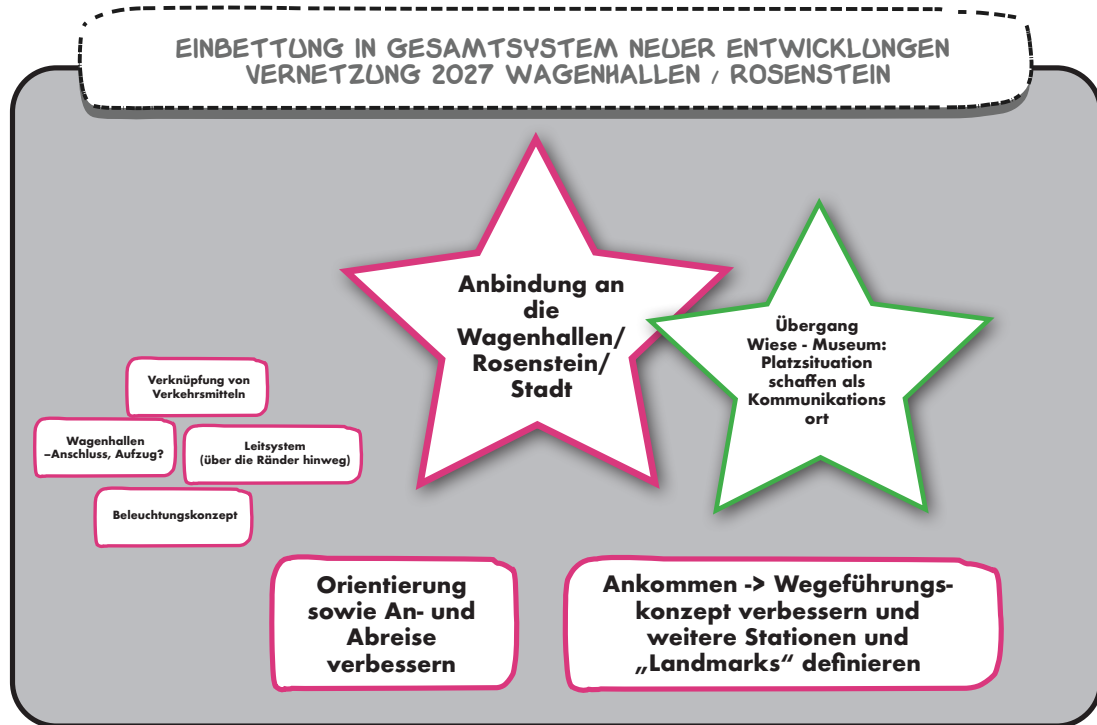 EINBETTUNG IN GESAMTSYSTEM NEUER ENTWICKLUNGEN
VERNETZUNG 2027 WAGENHALLEN / ROSENSTEIN
Anbindung an
die
Wagenhallen/
Rosenstein/
Stadt
Übergang
Wiese - Museum:
Platzsituation
schaffen als
Kommunikations
ort
Verknüpfung von
Verkehrsmitteln
Wagenhallen
–Anschluss, Aufzug?
Leitsystem
(über die Ränder hinweg)
Beleuchtungskonzept
Orientierung
sowie An- und
Abreise
verbessern
Ankommen -> Wegeführungs-
konzept verbessern und
weitere Stationen und
„Landmarks“ definieren